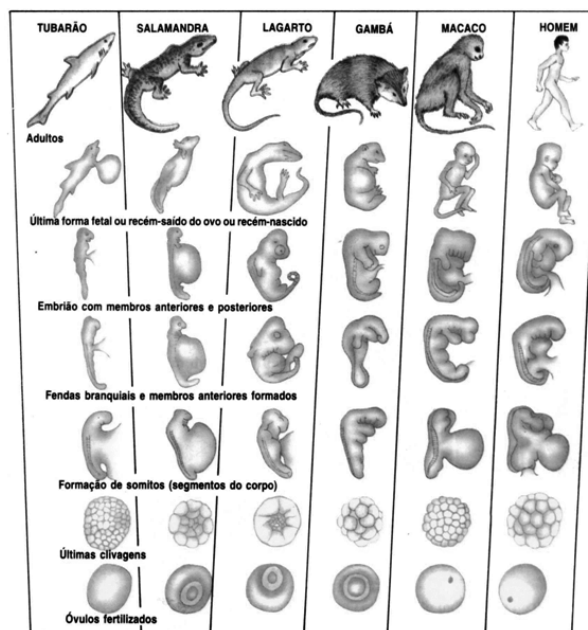 TUBARÃO SALAMANDRA LAGARTO GAMBÁ MACACO HOMEM
Adultos
Última forma fetal ou recém-saído do ovo ou recém-nascido
Embrião com membros anteriores e posteriores
Fendas branquiais e membros anteriores formados
Formação de somitos (segmentos do corpo)
Últimas clivagens
Óvulos fertilizados